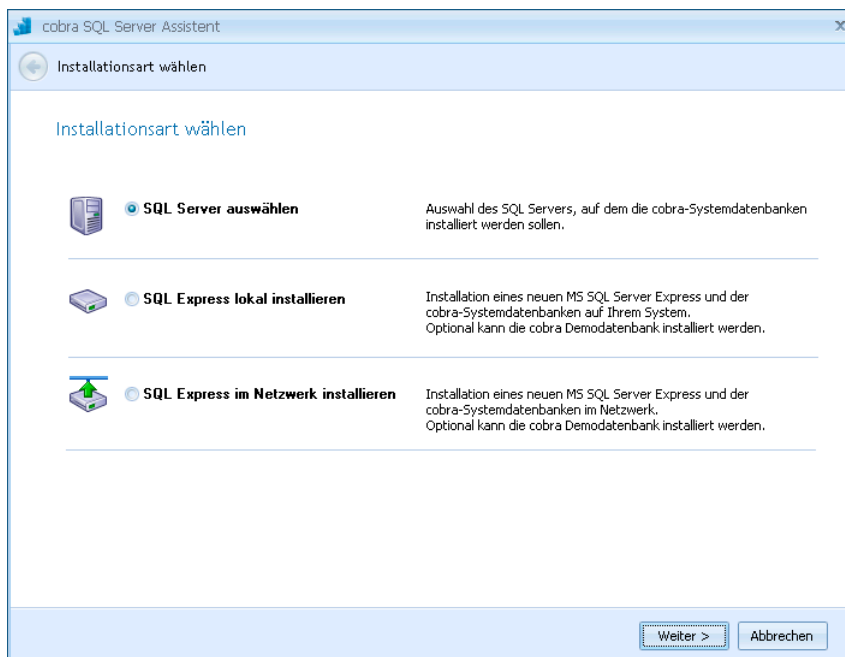 cobra SQL Server Assistent
x
Installationsart wählen
Installationsart wählen
SQL Server auswählen
Auswahl des SQL Servers, auf dem die cobra-Systemdatenbanken
installiert werden sollen.
SQL Express lokal installieren
Installation eines neuen MS SQL Server Express und der
cobra-Systemdatenbanken auf Ihrem System.
Optional kann die cobra Demodatenbank installiert werden.
SQL Express im Netzwerk installieren
Installation eines neuen MS SQL Server Express und der
cobra-Systemdatenbanken im Netzwerk.
Optional kann die cobra Demodatenbank installiert werden.
Weiter >
Abbrechen